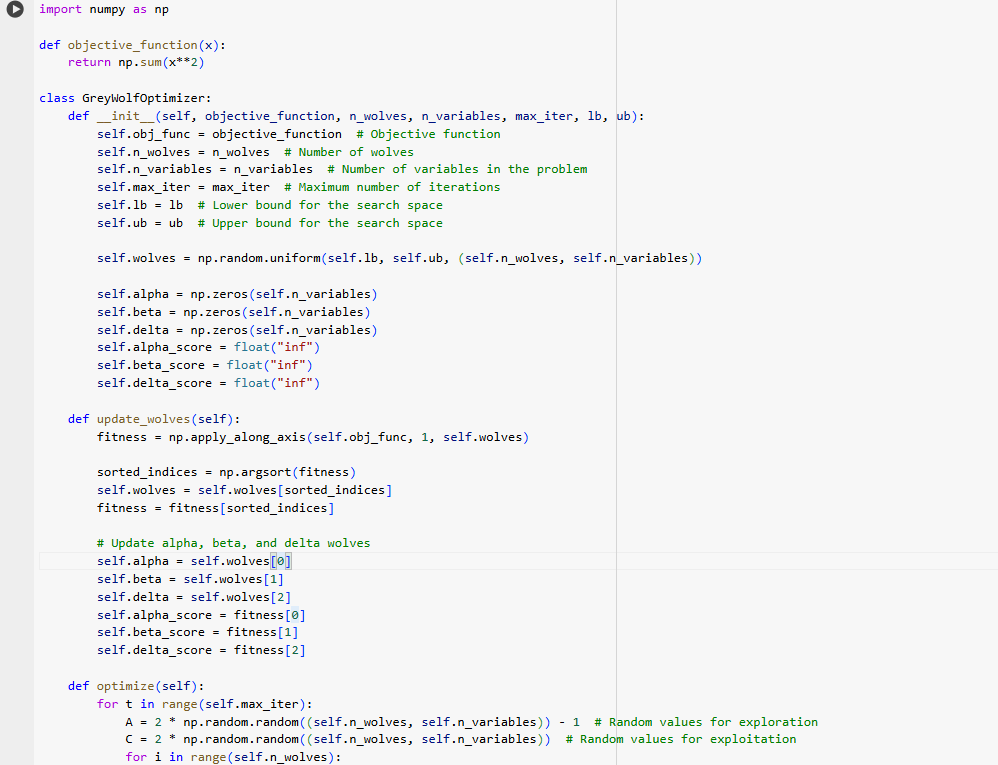 import numpy as np
def objective_function(x):
    return np.sum(x**2)
class GreyWolfOptimizer:
    def __init__(self, objective_function, n_wolves, n_variables, max_iter, lb, ub):
        self.obj_func = objective_function  # Objective function
        self.n_wolves = n_wolves  # Number of wolves
        self.n_variables = n_variables  # Number of variables in the problem
        self.max_iter = max_iter  # Maximum number of iterations
        self.lb = lb  # Lower bound for the search space
        self.ub = ub  # Upper bound for the search space
        self.wolves = np.random.uniform(self.lb, self.ub, (self.n_wolves, self.n_variables))
        self.alpha = np.zeros(self.n_variables)
        self.beta = np.zeros(self.n_variables)
        self.delta = np.zeros(self.n_variables)
        self.alpha_score = float("inf")
        self.beta_score = float("inf")
        self.delta_score = float("inf")
    def update_wolves(self):
        fitness = np.apply_along_axis(self.obj_func, 1, self.wolves)
        sorted_indices = np.argsort(fitness)
        self.wolves = self.wolves[sorted_indices]
        fitness = fitness[sorted_indices]
        # Update alpha, beta, and delta wolves
        self.alpha = self.wolves[0]
        self.beta = self.wolves[1]
        self.delta = self.wolves[2]
        self.alpha_score = fitness[0]
        self.beta_score = fitness[1]
        self.delta_score = fitness[2]
    def optimize(self):
        for t in range(self.max_iter):
            A = 2 * np.random.random((self.n_wolves, self.n_variables)) - 1  # Random values for exploration
            C = 2 * np.random.random((self.n_wolves, self.n_variables))  # Random values for exploitation
            for i in range(self.n_wolves):